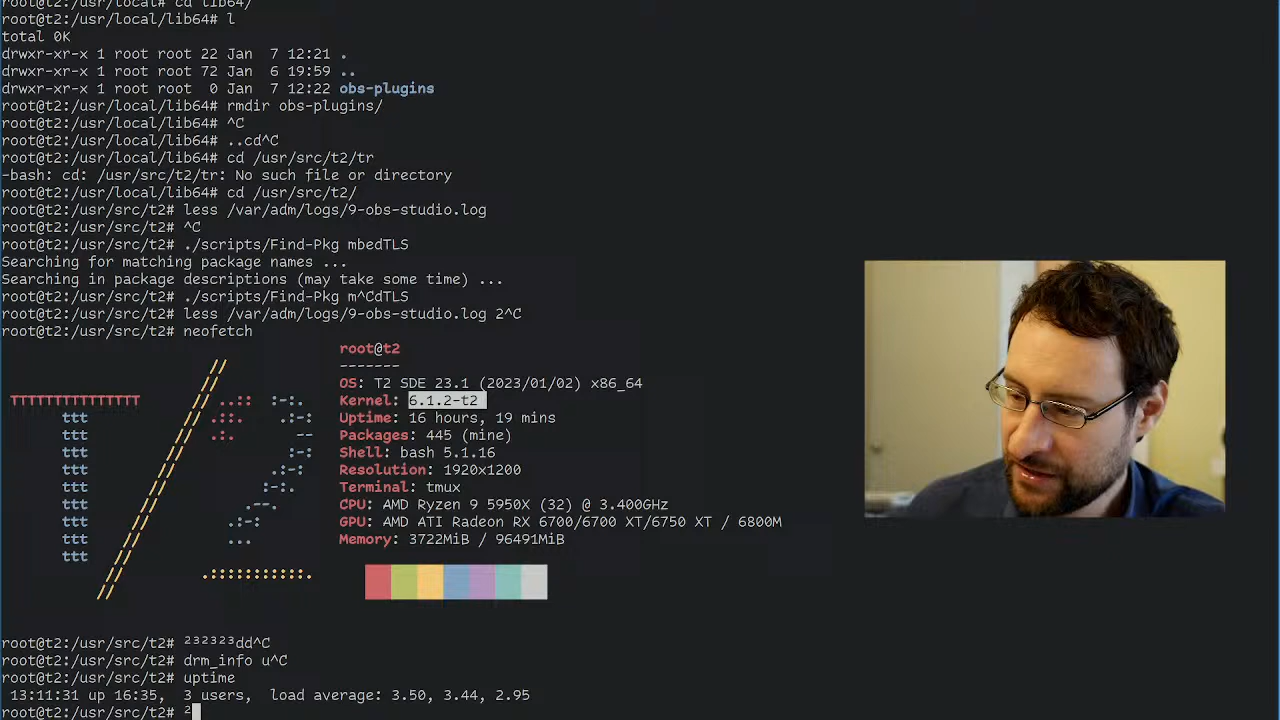 root@t2:/usr/local# cd lib64/
root@t2:/usr/local/lib64# l
total 0K
drwxr-xr-x 1 root root 22 Jan  7 12:21 .
drwxr-xr-x 1 root root 72 Jan  6 19:59 ..
drwxr-xr-x 1 root root  0 Jan  7 12:22 obs-plugins
root@t2:/usr/local/lib64# rmdir obs-plugins/
root@t2:/usr/local/lib64# ^C
root@t2:/usr/local/lib64# ..cd^C
root@t2:/usr/local/lib64# cd /usr/src/t2/tr
-bash: cd: /usr/src/t2/tr: No such file or directory
root@t2:/usr/local/lib64# cd /usr/src/t2/
root@t2:/usr/src/t2# less /var/adm/logs/9-obs-studio.log
root@t2:/usr/src/t2# ^C
root@t2:/usr/src/t2# ./scripts/Find-Pkg mbedTLS
Searching for matching package names ...
Searching in package descriptions (may take some time) ...
root@t2:/usr/src/t2# ./scripts/Find-Pkg m^CdTLS
root@t2:/usr/src/t2# less /var/adm/logs/9-obs-studio.log 2^C
root@t2:/usr/src/t2# neofetch
root@t2
-------
OS: T2 SDE 23.1 (2023/01/02) x86_64
TTTTTTTTTTTTTTT // ..:: :-:. Kernel: 6.1.2-t2
ttt // .::. .:-: Uptime: 16 hours, 19 mins
ttt // .:. -- Packages: 445 (mine)
ttt // :-: Shell: bash 5.1.16
ttt // .:-: Resolution: 1920x1200
ttt // :-:. Terminal: tmux
ttt // .--. CPU: AMD Ryzen 9 5950X (32) @ 3.400GHz
ttt // .:-: GPU: AMD ATI Radeon RX 6700/6700 XT/6750 XT / 6800M
ttt // ... Memory: 3722MiB / 96491MiB
ttt //
// .:::::::::::.
//
root@t2:/usr/src/t2# ²³²³²³dd^C
root@t2:/usr/src/t2# drm_info u^C
root@t2:/usr/src/t2# uptime
13:11:31 up 16:35,  3 users,  load average: 3.50, 3.44, 2.95
root@t2:/usr/src/t2# ²